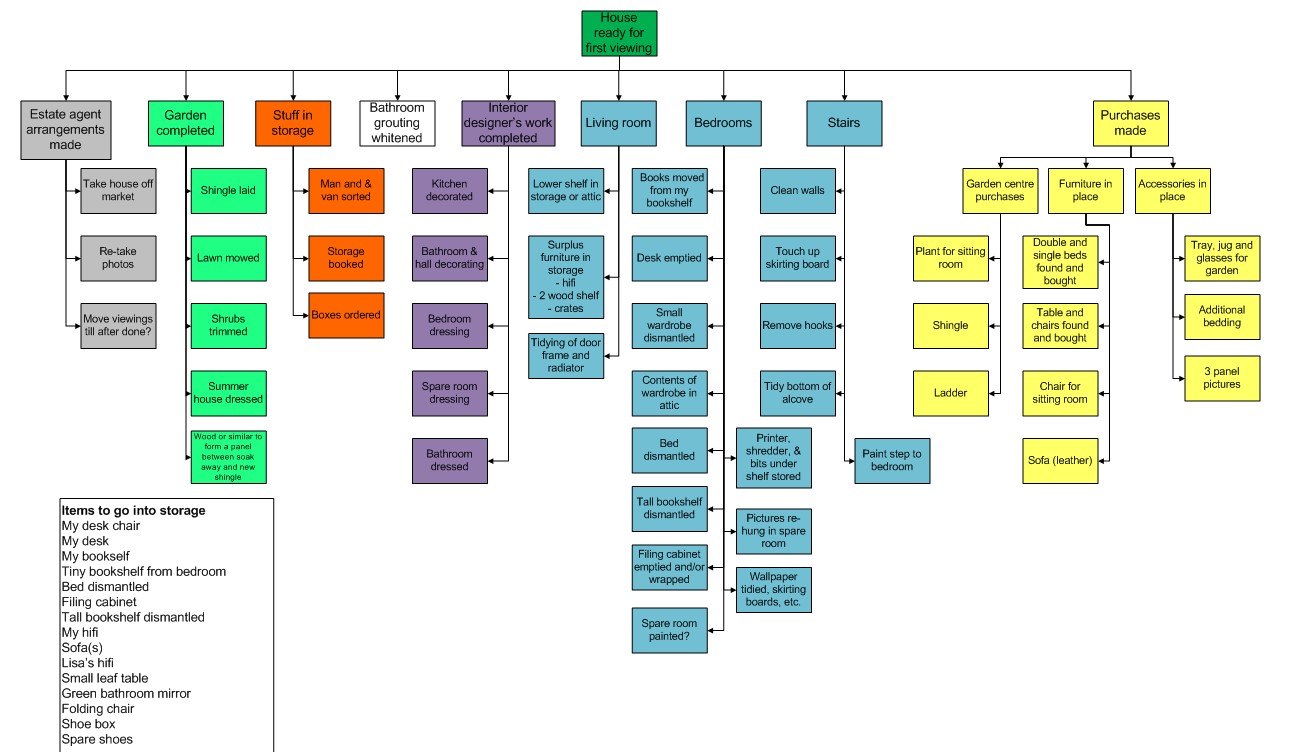 House
ready for
first viewing
Estate agent
arrangements
made
Garden
completed
Stuff in
storage
Bathroom
grouting
whitened
Interior
designer's work
completed
Living room
Bedrooms
Stairs
Purchases
made
Take house off
market
Re-take
photos
Move viewings
till after done?
Shingle laid
Lawn mowed
Shrubs
trimmed
Summer
house dressed
Wood or similar to
form a panel
between soak
away and new
shingle
Man and &
van sorted
Storage
booked
Boxes ordered
Kitchen
decorated
Bathroom &
hall decorating
Bedroom
dressing
Spare room
dressing
Bathroom
dressed
Lower shelf in
storage or attic
Surplus
furniture in
storage
- hifi
- 2 wood shelf
- crates
Tidying of door
frame and
radiator
Books moved
from my
bookshelf
Desk emptied
Small
wardrobe
dismantled
Contents of
wardrobe in
attic
Bed
dismantled
Tall bookshelf
dismantled
Filing cabinet
emptied and/or
wrapped
Spare room
painted?
Printer,
shredder, &
bits under
shelf stored
Pictures re-
hung in spare
room
Wallpaper
tidied, skirting
boards, etc.
Clean walls
Touch up
skirting board
Remove hooks
Tidy bottom of
alcove
Paint step to
bedroom
Garden centre
purchases
Furniture in
place
Accessories in
place
Plant for sitting
room
Shingle
Ladder
Double and
single beds
found and
bought
Table and
chairs found
and bought
Chair for
sitting room
Sofa (leather)
Tray, jug and
glasses for
garden
Additional
bedding
3 panel
pictures
Items to go into storage
My desk chair
My desk
My bookself
Tiny bookshelf from bedroom
Bed dismantled
Filing cabinet
Tall bookshelf dismantled
My hifi
Sofa(s)
Lisa's hifi
Small leaf table
Green bathroom mirror
Folding chair
Shoe box
Spare shoes